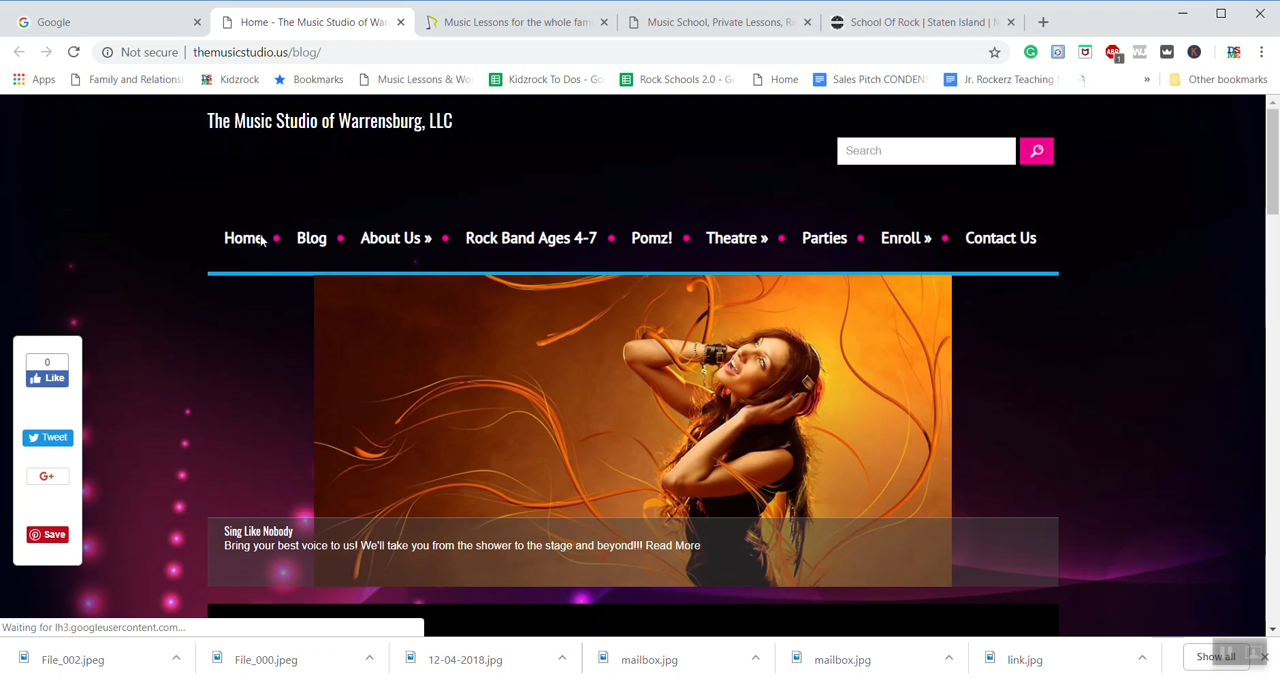 Google
Home - The Music Studio of War
Music Lessons for the whole fam
Music School, Private Lessons, R
School Of Rock | Staten Island |
Not secure | themusicstudio.us/blog/
Apps
Family and Relations
Kidzrock
Bookmarks
Music Lessons & Wo
Kidzrock To Dos - Go
Rock Schools 2.0 - G
Home
Sales Pitch CONDEN
Jr. Rockerz Teaching
»
Other bookmarks
The Music Studio of Warrensburg, LLC
Search
Home
Blog
About Us »
Rock Band Ages 4-7
Pomz!
Theatre »
Parties
Enroll »
Contact Us
0
Like
Tweet
G+
Save
Sing Like Nobody
Bring your best voice to us! We'll take you from the shower to the stage and beyond!!! Read More
Waiting for lh3.googleusercontent.com...
File_002.jpeg
File_000.jpeg
12-04-2018.jpg
mailbox.jpg
mailbox.jpg
link.jpg
Show all